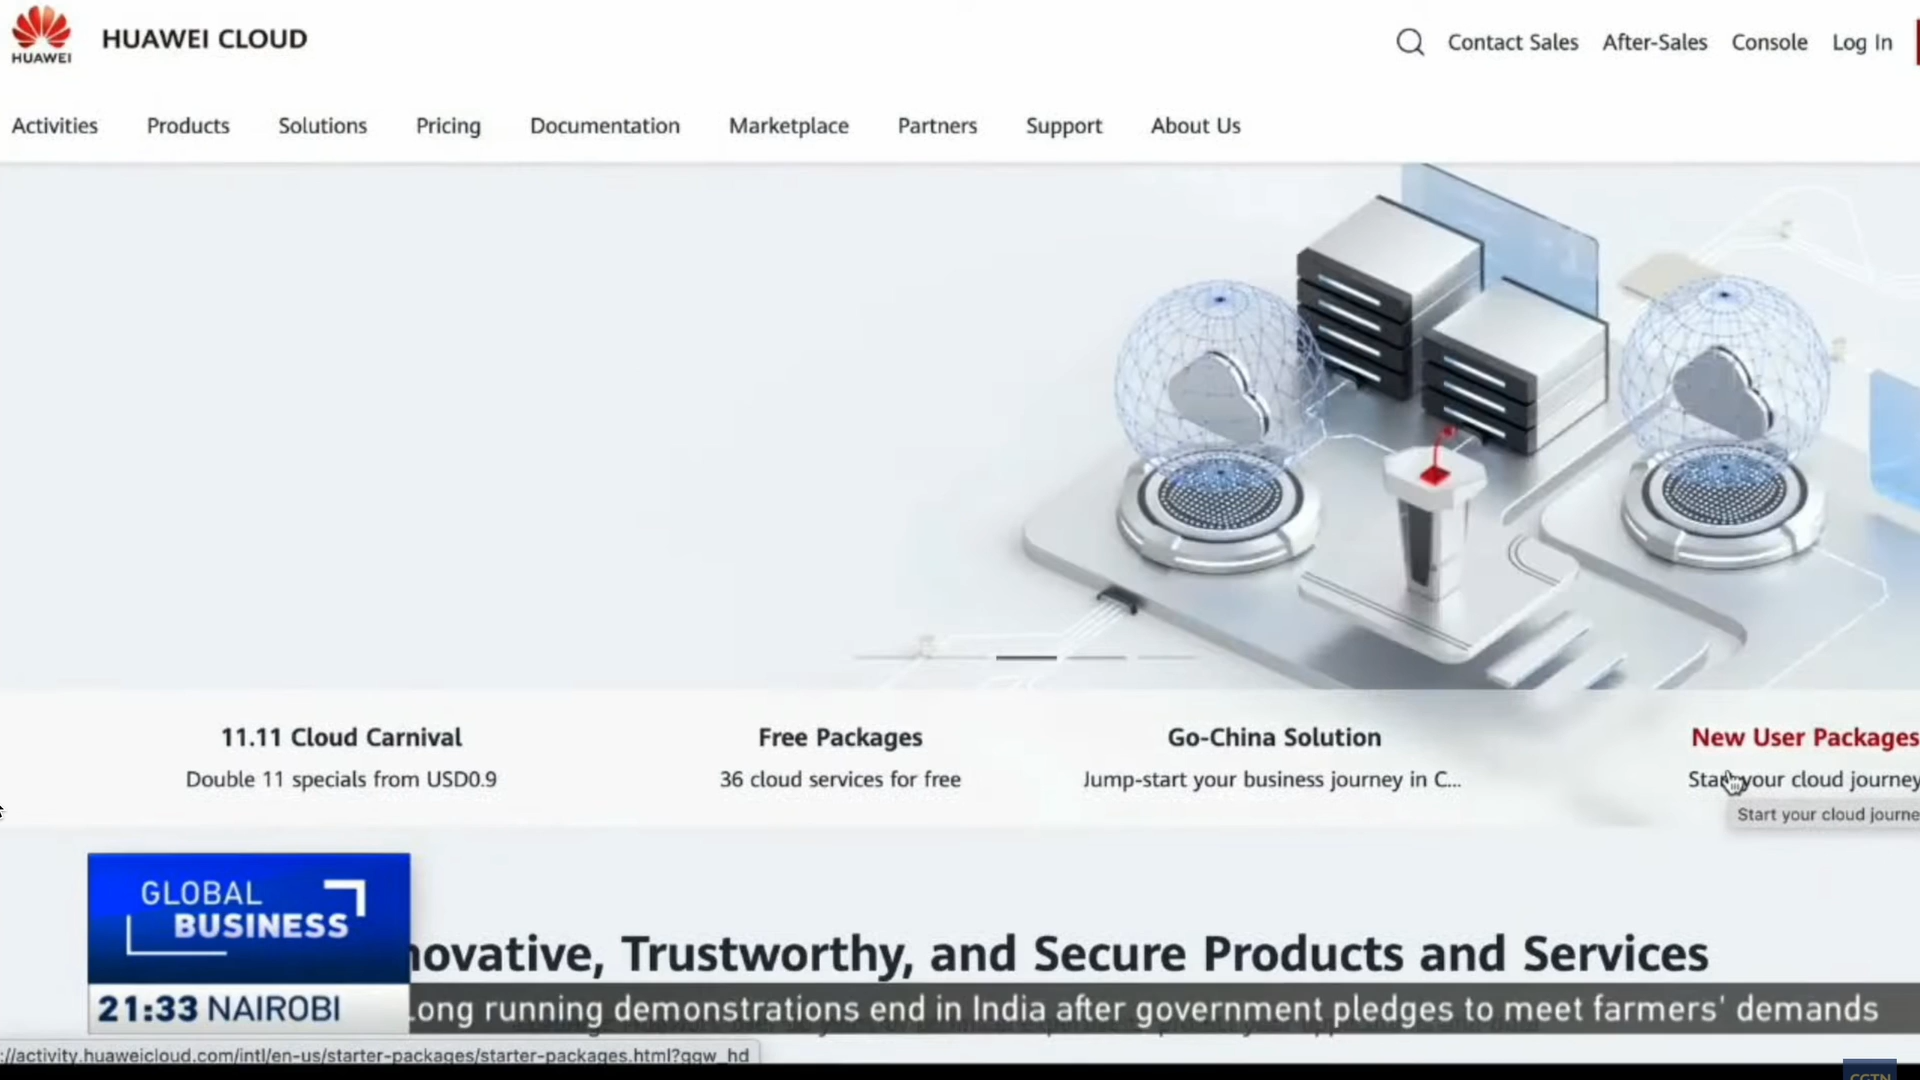 HUAWEI
HUAWEI CLOUD
Contact Sales After-Sales Console Log In
Activities Products Solutions Pricing Documentation Marketplace Partners Support About Us
11.11 Cloud Carnival
Double 11 specials from USD0.9
Free Packages
36 cloud services for free
Go-China Solution
Jump-start your business journey in C...
New User Packages
Start your cloud journey
Start your cloud journe
GLOBAL
BUSINESS
novative, Trustworthy, and Secure Products and Services
21:33 NAIROBI
ong running demonstrations end in India after government pledges to meet farmers' demands
://activity.huaweicloud.com/intl/en-us/starter-packages/starter-packages.html?ggw_hd
CGTN